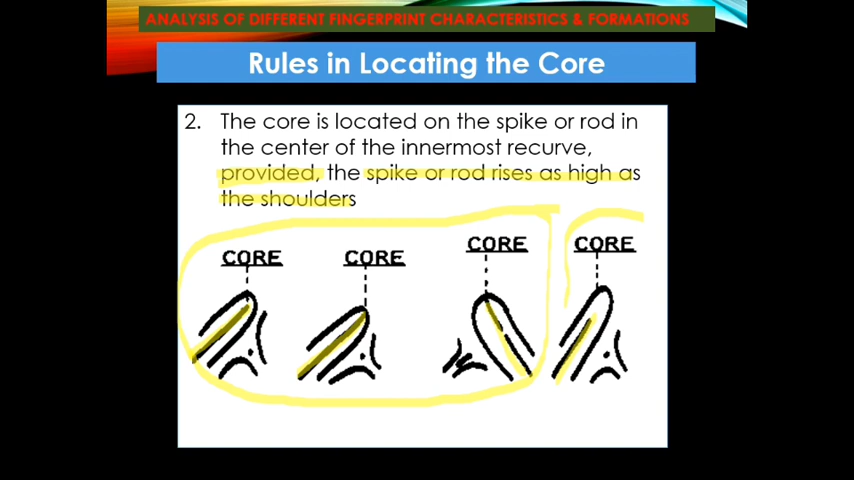 ANALYSIS OF DIFFERENT FINGERPRINT CHARACTERISTICS & FORMATIONS
Rules in Locating the Core
2. The core is located on the spike or rod in
the center of the innermost recurve,
provided, the spike or rod rises as high as
the shoulders
CORE CORE CORE CORE